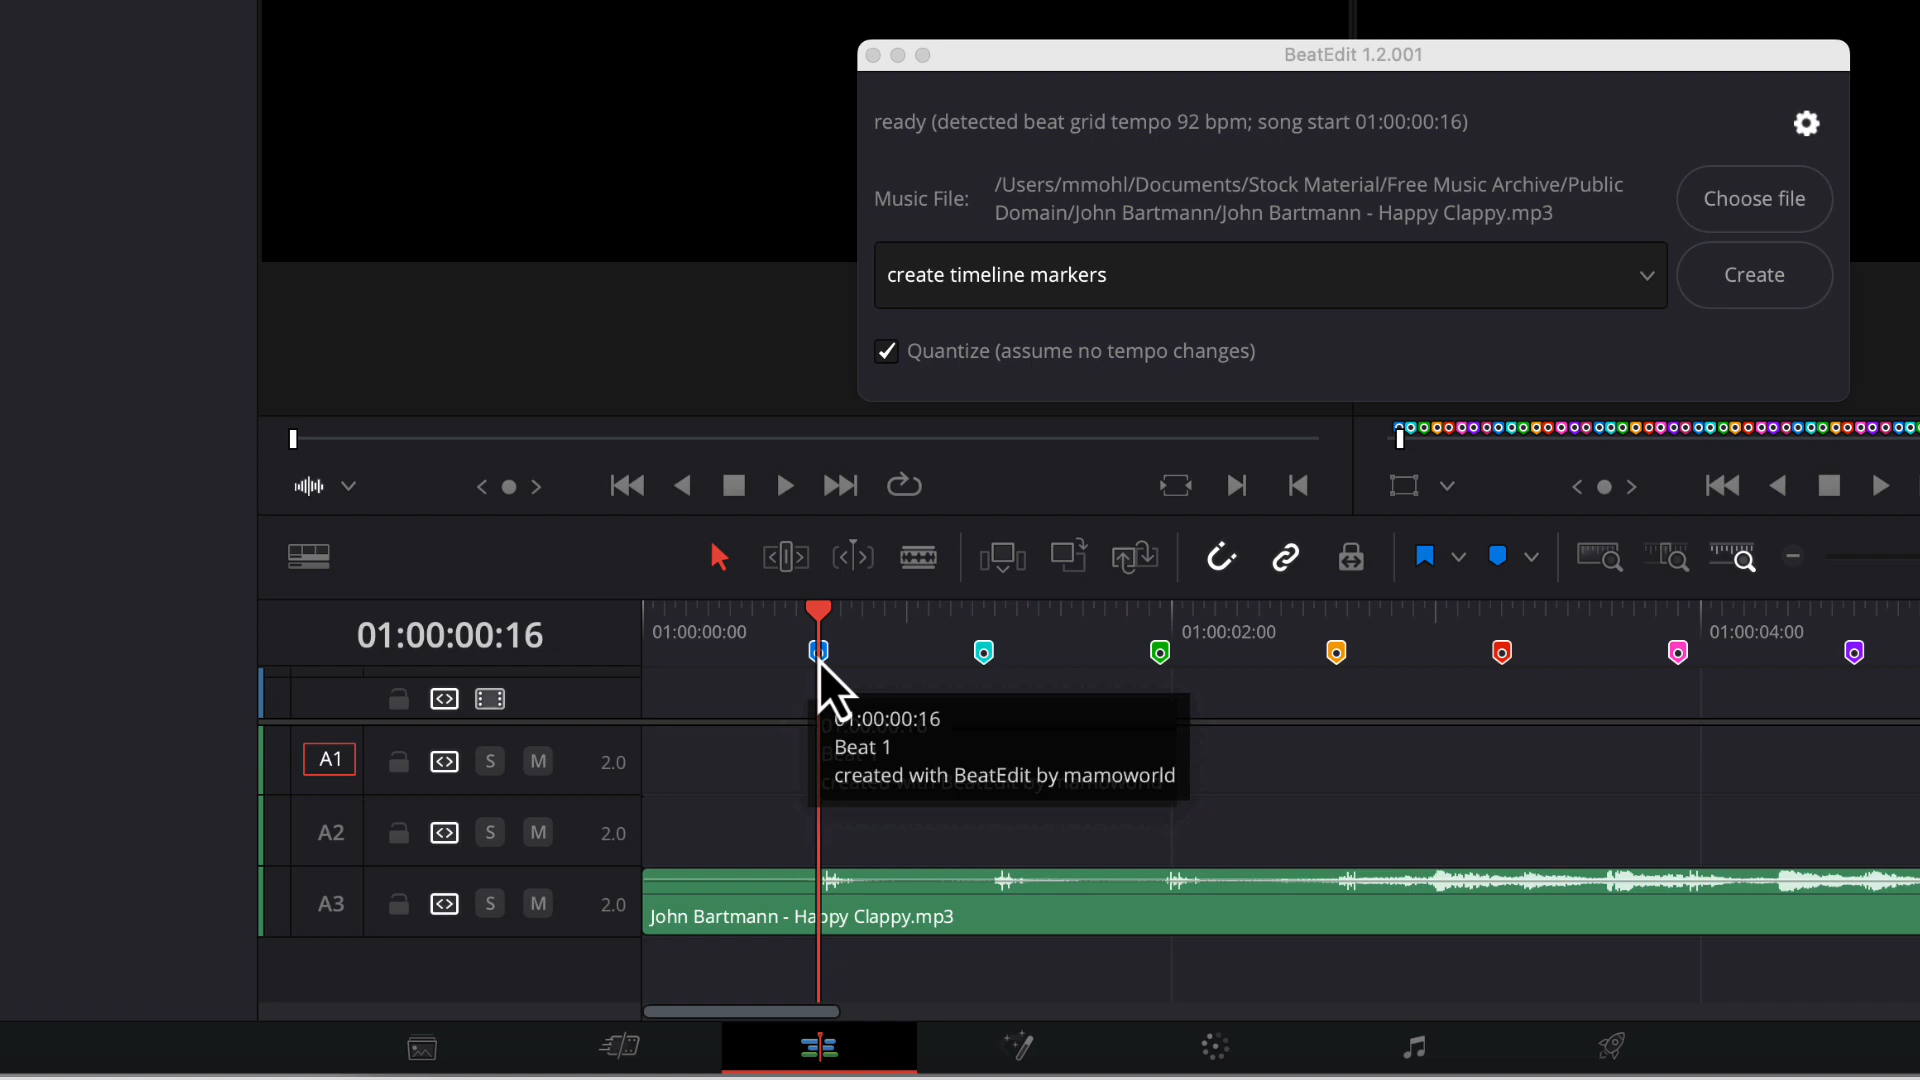 BeatEdit 1.2.001
ready (detected beat grid tempo 92 bpm; song start 01:00:00:16)
Music File:
/Users/mmohl/Documents/Stock Material/Free Music Archive/Public
Domain/John Bartmann/John Bartmann - Happy Clappy.mp3
Choose file
create timeline markers
Create
Quantize (assume no tempo changes)
01:00:00:16
01:00:00:00
01:00:02:00
01:00:04:00
01:00:00:16
Beat 1
created with BeatEdit by mamoworld
A1 S M 2.0
A2 S M 2.0
A3 S M 2.0
John Bartmann - Happy Clappy.mp3